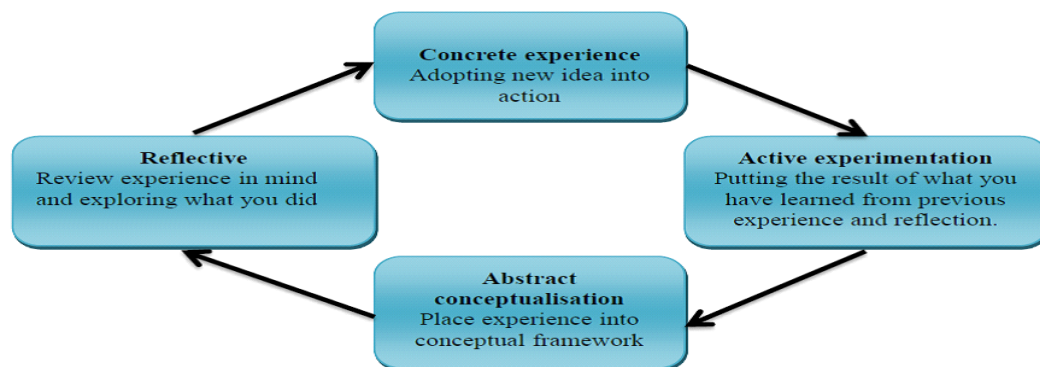 Concrete experience
Adopting new idea into
action
Reflective
Review experience in mind
and exploring what you did
Active experimentation
Putting the result of what you
have learned from previous
experience and reflection.
Abstract
conceptualisation
Place experience into
conceptual framework